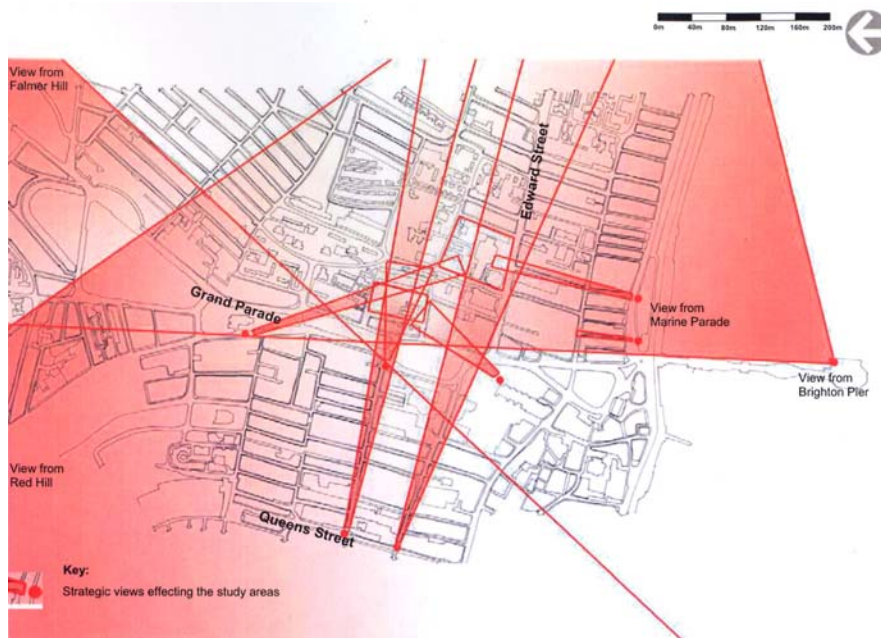 0m 40m 80m 120m 160m 200m
View from
Falmer Hill
Edward Street
Grand Parade
View from
Marine Parade
View from
Brighton Pier
View from
Red Hill
Queens Street
Key:
Strategic views effecting the study areas